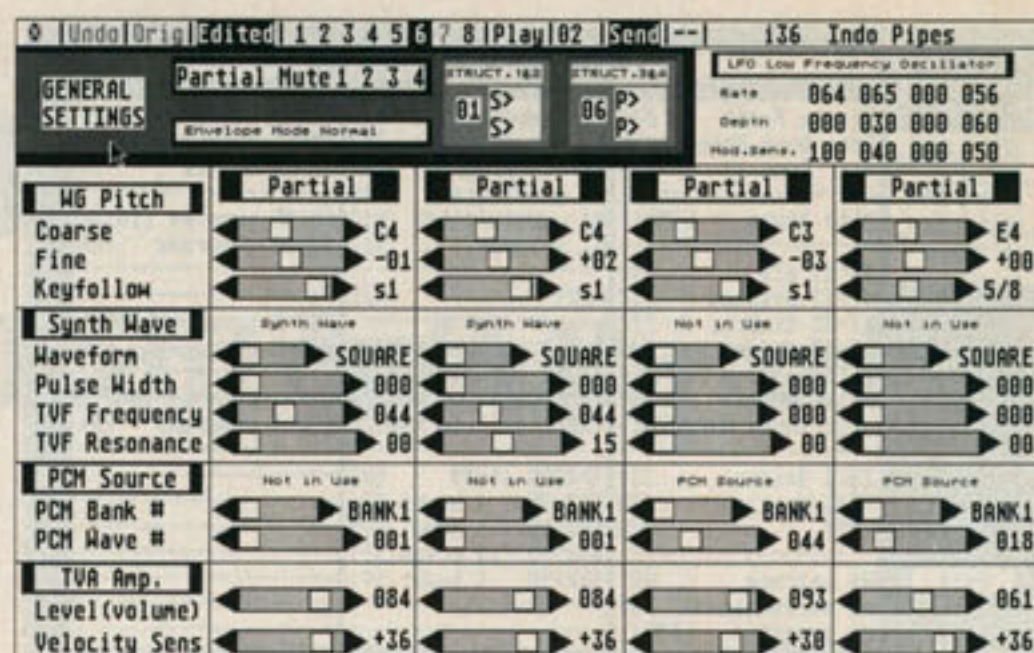 Undo|Orig|Edited| 1 2 3 4 5 6 7 8 |Play|02 |Send|--| i36 Indo Pipes
GENERAL SETTINGS
Partial Mute 1 2 3 4
Envelope Mode Normal
STRUCT.1&2
01 S> S>
STRUCT.3&4
06 P> P>
LFO Low Frequency Oscillator
Rate 064 065 000 056
Depth 000 030 000 060
Mod.Sens. 100 040 000 050
WG Pitch Partial Partial Partial Partial
Coarse C4 C4 C3 E4
Fine -01 +02 -03 +00
Keyfollow s1 s1 s1 5/8
Synth Wave Synth Wave Synth Wave Not in Use Not in Use
Waveform SQUARE SQUARE SQUARE SQUARE
Pulse Width 000 000 000 000
TVF Frequency 044 044 000 000
TVF Resonance 00 15 00 00
PCM Source Not in Use Not in Use PCM Source PCM Source
PCM Bank # BANK1 BANK1 BANK1 BANK1
PCM Wave # 001 001 044 018
TVA Amp.
Level(volume) 084 084 093 061
Velocity Sens +36 +36 +30 +36